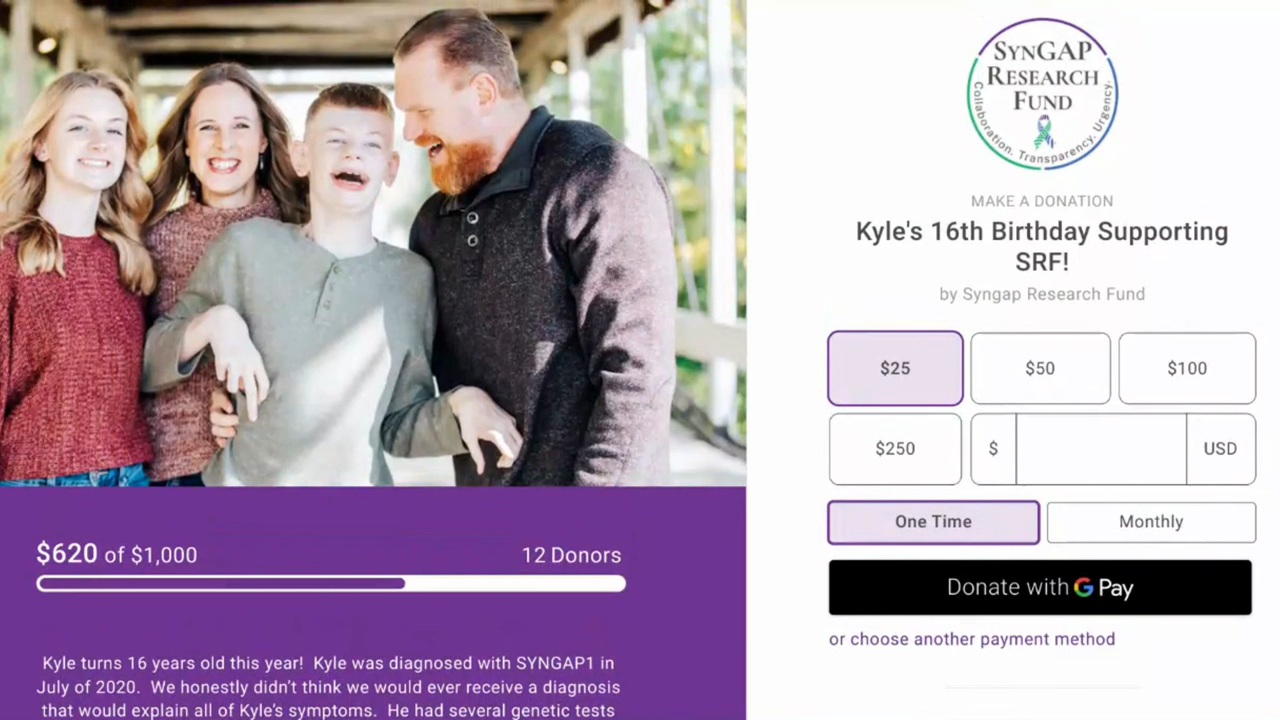 $620 of $1,000
12 Donors
Kyle turns 16 years old this year! Kyle was diagnosed with SYNGAP1 in
July of 2020. We honestly didn’t think we would ever receive a diagnosis
that would explain all of Kyle’s symptoms. He had several genetic tests
SynGAP
Research
Fund
Collaboration. Transparency. Urgency.
MAKE A DONATION
Kyle's 16th Birthday Supporting
SRF!
by Syngap Research Fund
$25
$50
$100
$250
$
USD
One Time
Monthly
Donate with G Pay
or choose another payment method